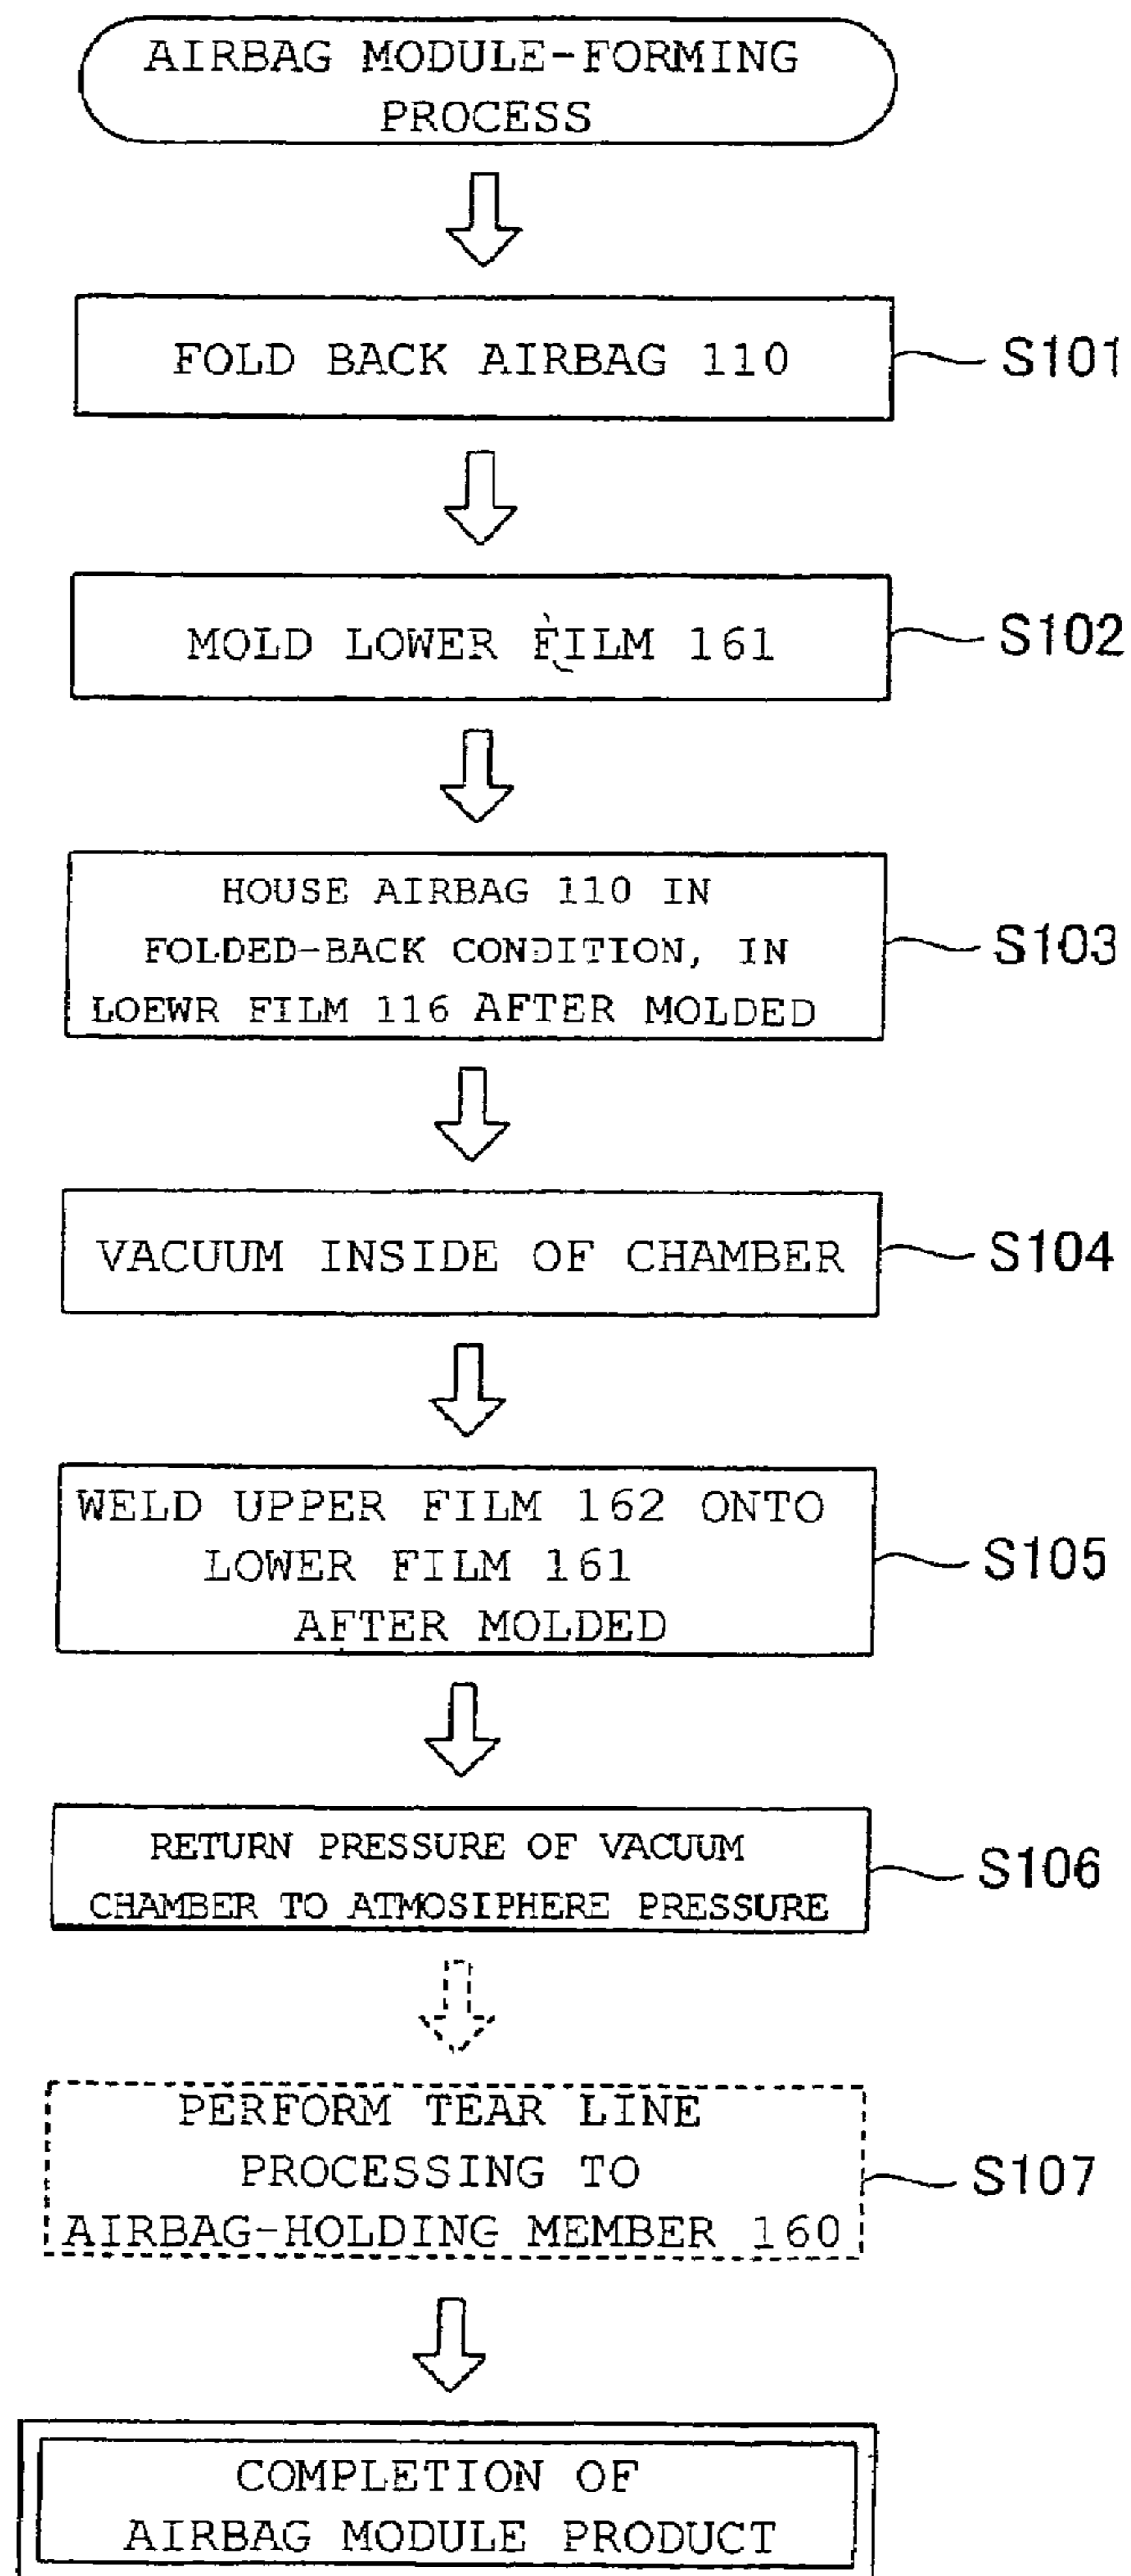 AIRBAG MODULE-FORMING
PROCESS
FOLD BACK AIRBAG 110
S101
MOLD LOWER FILM 161
S102
HOUSE AIRBAG 110 IN
FOLDED-BACK CONDITION, IN
LOEWR FILM 116 AFTER MOLDED
S103
VACUUM INSIDE OF CHAMBER
S104
WELD UPPER FILM 162 ONTO
LOWER FILM 161
AFTER MOLDED
S105
RETURN PRESSURE OF VACUUM
CHAMBER TO ATMOSIPHERE PRESSURE
S106
PERFORM TEAR LINE
PROCESSING TO
AIRBAG-HOLDING MEMBER 160
S107
COMPLETION OF
AIRBAG MODULE PRODUCT